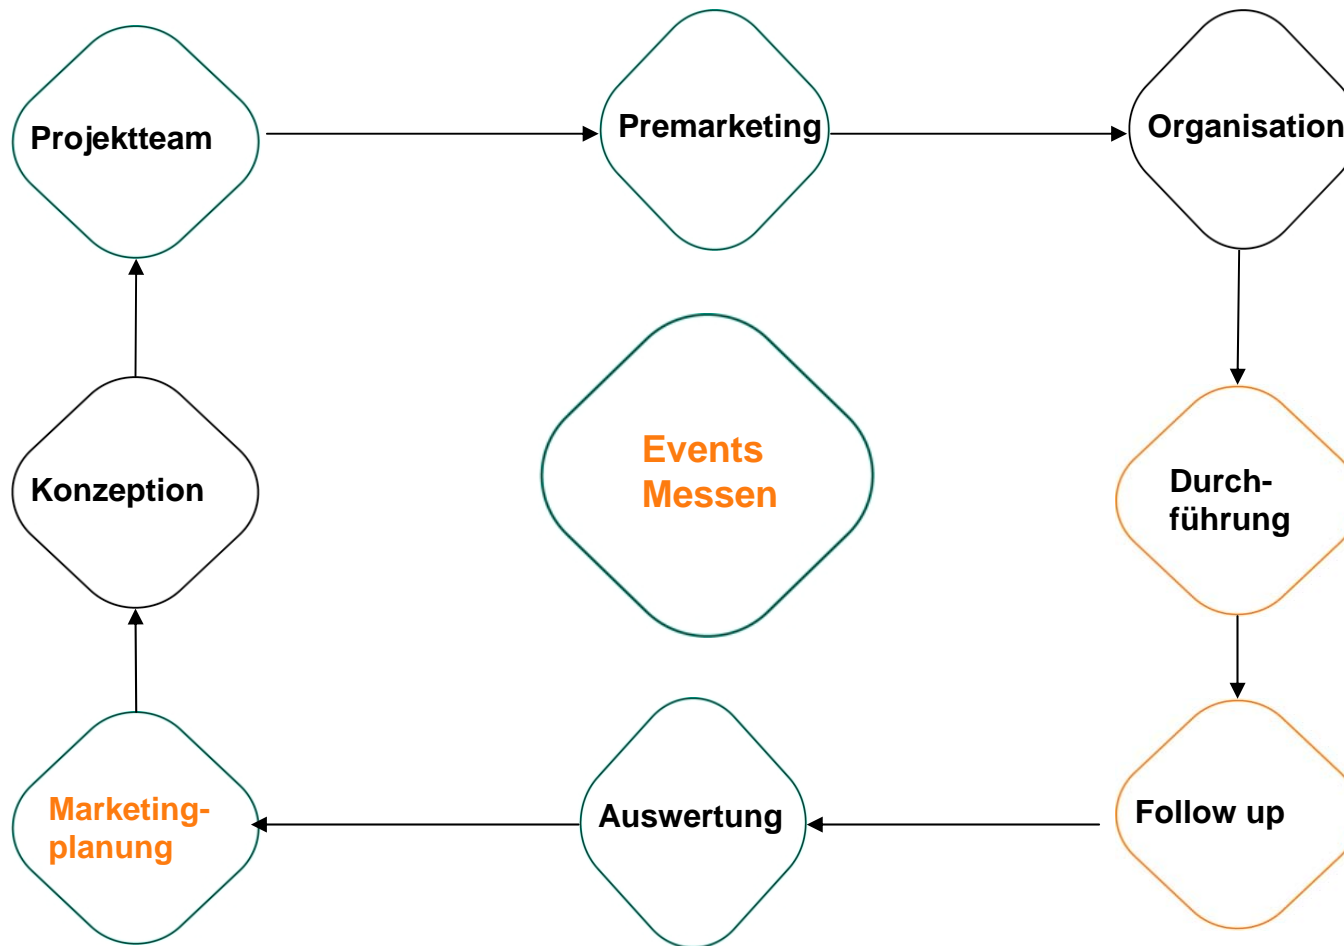 Projektteam
Premarketing
Organisation
Konzeption
Events
Messen
Durch-
führung
Marketing-
planung
Auswertung
Follow up